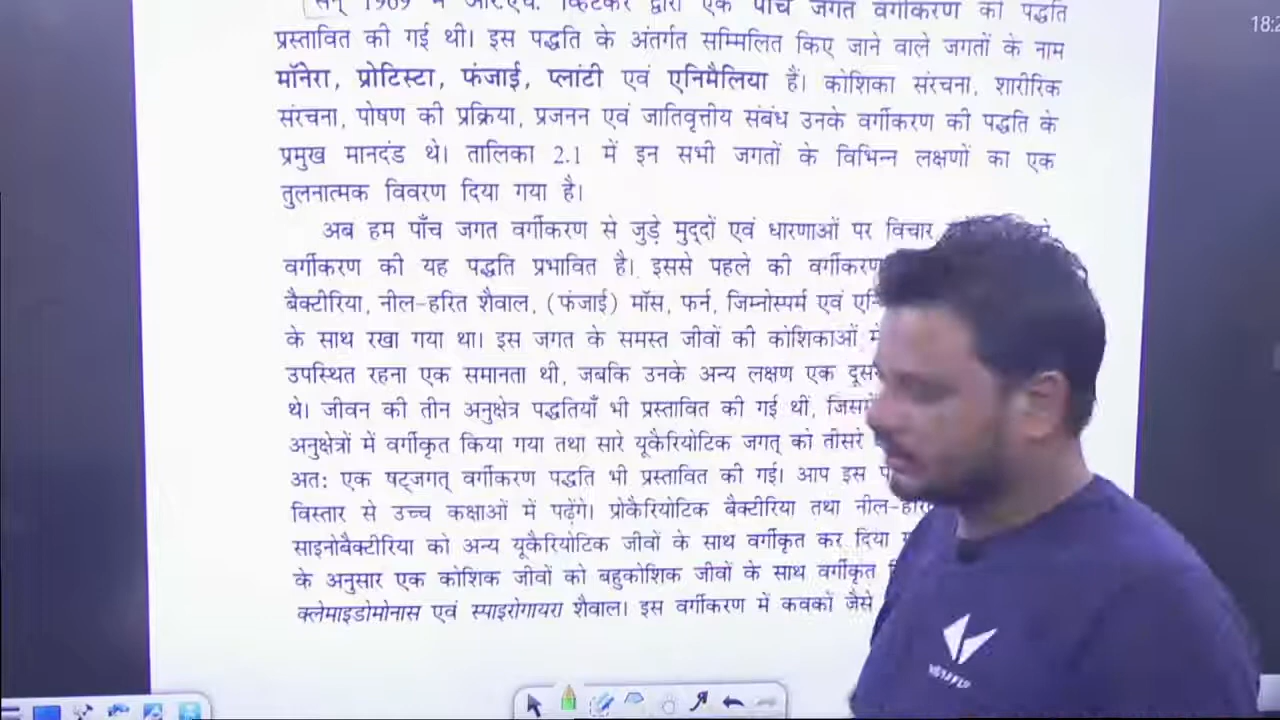 सन् 1969 में आर.एच. व्हिटेकर द्वारा एक पाँच जगत वर्गीकरण की पद्धति
प्रस्तावित की गई थी। इस पद्धति के अंतर्गत सम्मिलित किए जाने वाले जगतों के नाम
मॉनेरा, प्रोटिस्टा, फंजाई, प्लांटी एवं एनिमैलिया हैं। कोशिका संरचना, शारीरिक
संरचना, पोषण की प्रक्रिया, प्रजनन एवं जातिवृत्तीय संबंध उनके वर्गीकरण की पद्धति के
प्रमुख मानदंड थे। तालिका 2.1 में इन सभी जगतों के विभिन्न लक्षणों का एक
तुलनात्मक विवरण दिया गया है।
अब हम पाँच जगत वर्गीकरण से जुड़े मुद्दों एवं धारणाओं पर विचार
वर्गीकरण की यह पद्धति प्रभावित है। इससे पहले की वर्गीकरण
बैक्टीरिया, नील-हरित शैवाल, (फंजाई) मॉस, फर्न, जिम्नोस्पर्म एवं
के साथ रखा गया था। इस जगत के समस्त जीवों की कोशिकाओं
उपस्थित रहना एक समानता थी, जबकि उनके अन्य लक्षण एक
थे। जीवन की तीन अनुक्षेत्र पद्धतियाँ भी प्रस्तावित की गई थीं,
अनुक्षेत्रों में वर्गीकृत किया गया तथा सारे यूकैरियोटिक जगत् को तीसरे
अतः एक षट्जगत् वर्गीकरण पद्धति भी प्रस्तावित की गई। आप इस
विस्तार से उच्च कक्षाओं में पढ़ेंगे। प्रोकैरियोटिक बैक्टीरिया तथा
साइनोबैक्टीरिया को अन्य यूकैरियोटिक जीवों के साथ वर्गीकृत कर दिया
के अनुसार एक कोशिक जीवों को बहुकोशिक जीवों के साथ वर्गीकृत
क्लेमाइडोमोनास एवं स्पाइरोगायरा शैवाल। इस वर्गीकरण में कवकों जैसे